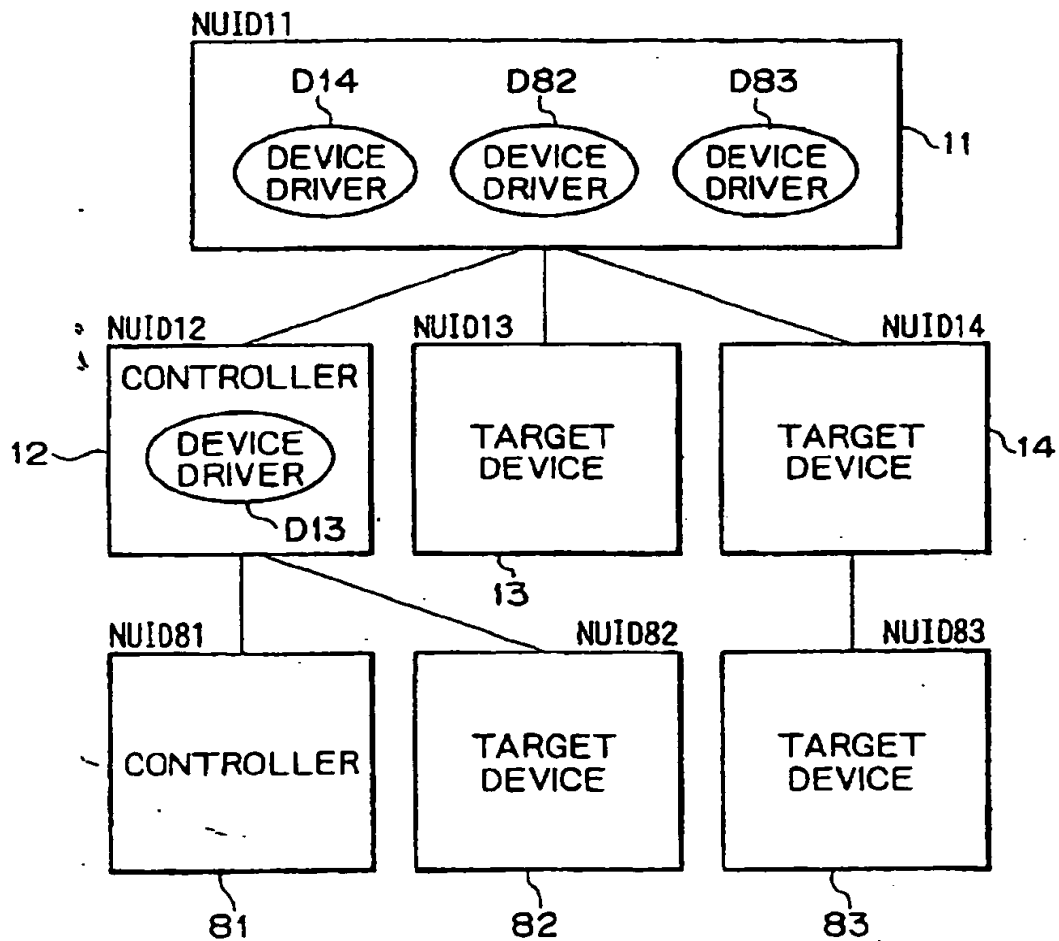 NUID11
D14 D82 D83
DEVICE DRIVER
DEVICE DRIVER
DEVICE DRIVER
11
NUID12 NUID13 NUID14
CONTROLLER
DEVICE DRIVER
D13
12
TARGET DEVICE
13
TARGET DEVICE
14
NUID81 NUID82 NUID83
CONTROLLER
TARGET DEVICE
TARGET DEVICE
81 82 83